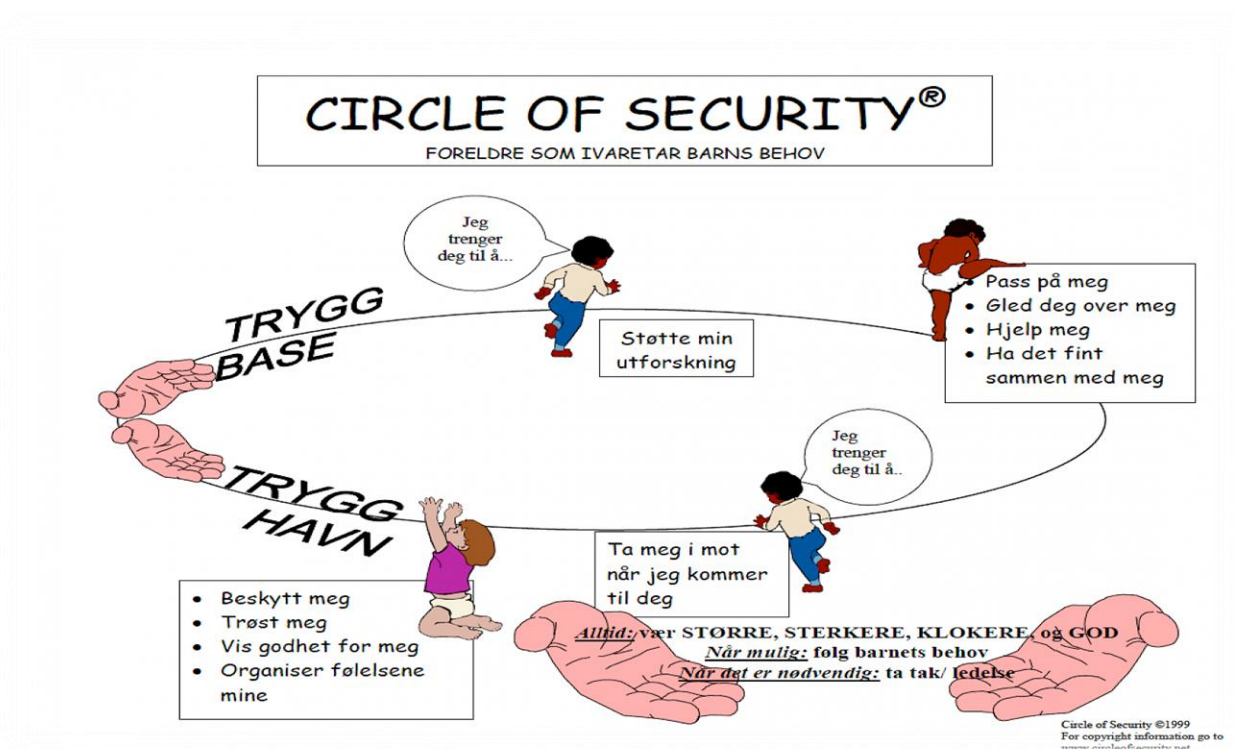 CIRCLE OF SECURITY®
FORELDRE SOM IVARETAR BARNS BEHOV
Jeg
trenger
deg til å...
TRYGG
BASE
Støtte min
utforskning
• Pass på meg
• Gled deg over meg
• Hjelp meg
• Ha det fint
sammen med meg
Jeg
trenger
deg til å..
TRYGG
HAVN
Ta meg i mot
når jeg kommer
til deg
• Beskytt meg
• Trøst meg
• Vis godhet for meg
• Organiser følelsene
mine
Alltid: vær STØRRE, STERKERE, KLOKERE, og GOD
Når mulig: følg barnets behov
Når det er nødvendig: ta tak/ ledelse
Circle of Security ©1999
For copyright information go to
www.circleofsecurity.net